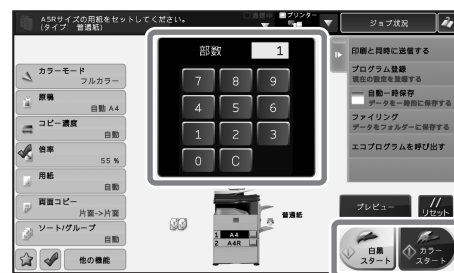 A5Rサイズの用紙をセットしてください。
(タイプ 普通紙)
送信中
プリンター
ジョブ状況
カラーモード
フルカラー
原稿
自動 A4
コピー濃度
自動
倍率
55 %
用紙
自動
両面コピー
片面->片面
ソート/グループ
自動
他の機能
部数
1
7 8 9
4 5 6
1 2 3
0 C
普通紙
1 A4
2 A4R
印刷と同時に送信する
プログラム登録
現在の設定を登録する
自動一時保存
データを一時的に保存する
ファイリング
データをフォルダーに保存する
エコプログラムを呼び出す
プレビュー
リセット
白黒
スタート
カラー
スタート